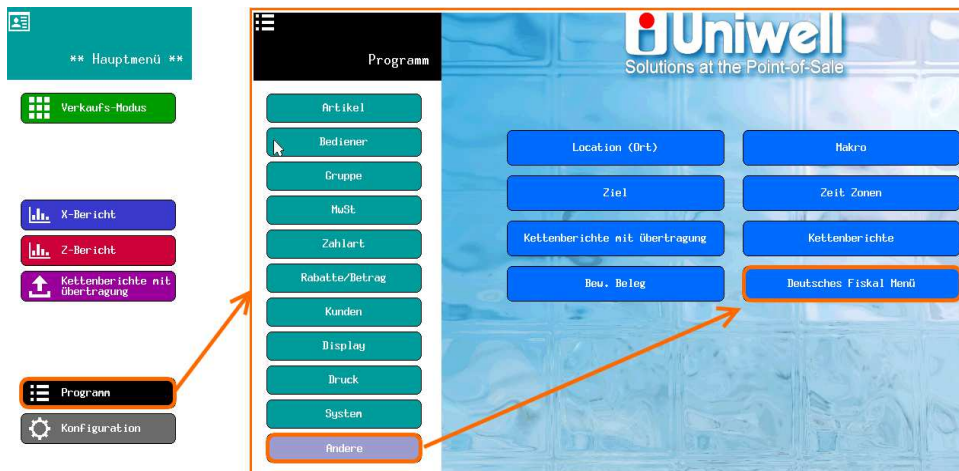 ** Hauptmenü **
Verkaufs-Modus
X-Bericht
Z-Bericht
Kettenberichte mit
übertragung
Programm
Konfiguration
Programm
Artikel
Bediener
Gruppe
MwSt
Zahlart
Rabatte/Betrag
Kunden
Display
Druck
System
Andere
Uniwell
Solutions at the Point-of-Sale
Location (Ort)
Makro
Ziel
Zeit Zonen
Kettenberichte mit übertragung
Kettenberichte
Bew. Beleg
Deutsches Fiskal Menü